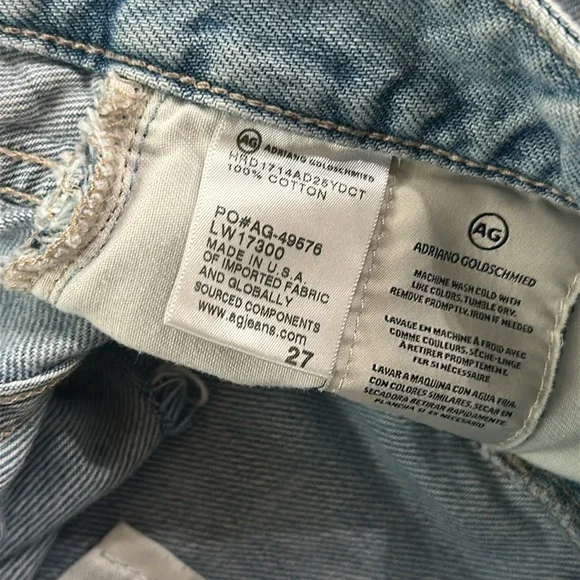 AG ADRIANO GOLDSCHMIED
HRD1714AD25YDCT
100% COTTON
PO#AG-49576
LW17300
MADE IN U.S.A.
OF IMPORTED FABRIC
AND GLOBALLY
SOURCED COMPONENTS
www.agjeans.com
27
AG
ADRIANO GOLDSCHMIED
MACHINE WASH COLD WITH
LIKE COLORS. TUMBLE DRY.
REMOVE PROMPTLY. IRON IF NEEDED
LAVAGE EN MACHINE À FROID AVEC
COMME COULEURS. SÈCHE-LINGE
À RETIRER PROMPTEMENT.
FER SI NÉCESSAIRE
LAVAR A MAQUINA CON AGUA FRIA.
CON COLORES SIMILARES. SECAR EN
SECADORA RETIRAR RAPIDAMENTE.
PLANCHA SI ES NECESARIO